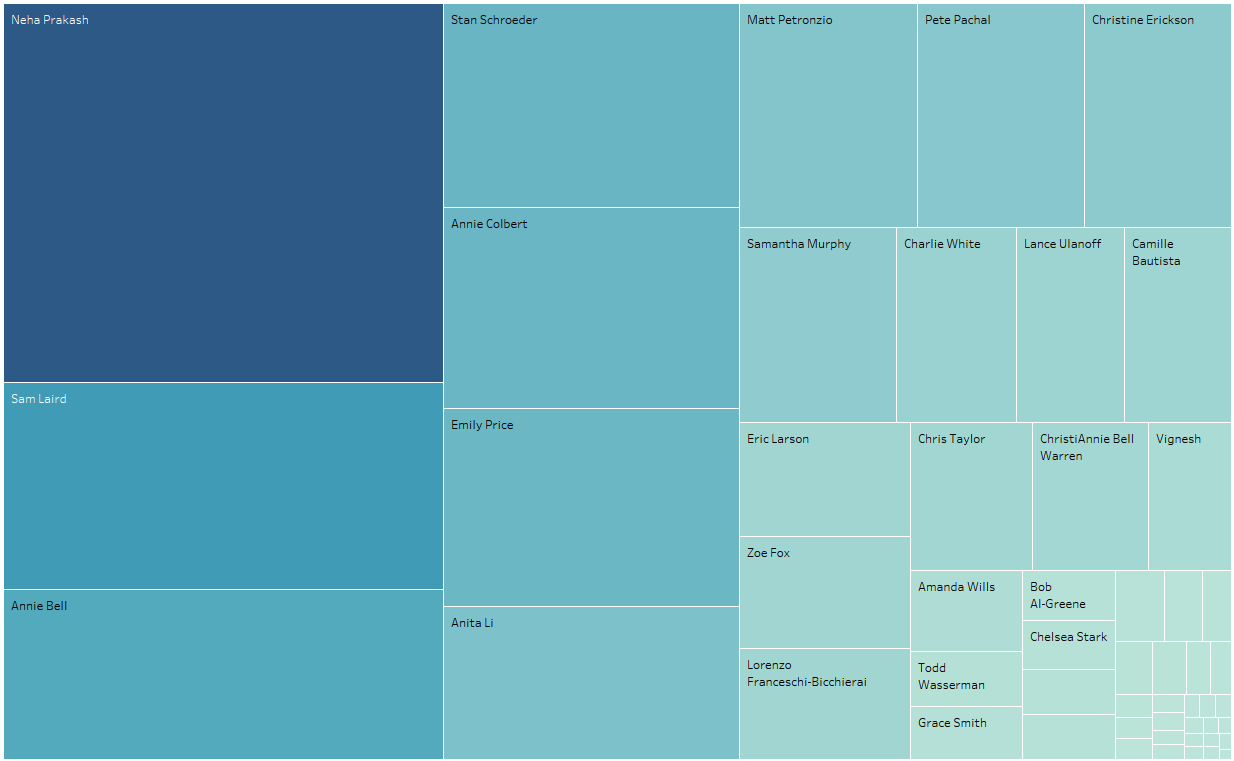 Neha Prakash
Sam Laird
Annie Bell
Stan Schroeder
Annie Colbert
Emily Price
Anita Li
Matt Petronzio
Pete Pachal
Christine Erickson
Samantha Murphy
Charlie White
Lance Ulanoff
Camille
Bautista
Eric Larson
Zoe Fox
Lorenzo
Franceschi-Bicchierai
Chris Taylor
ChristiAnnie Bell
Warren
Vignesh
Amanda Wills
Todd
Wasserman
Grace Smith
Bob
Al-Greene
Chelsea Stark